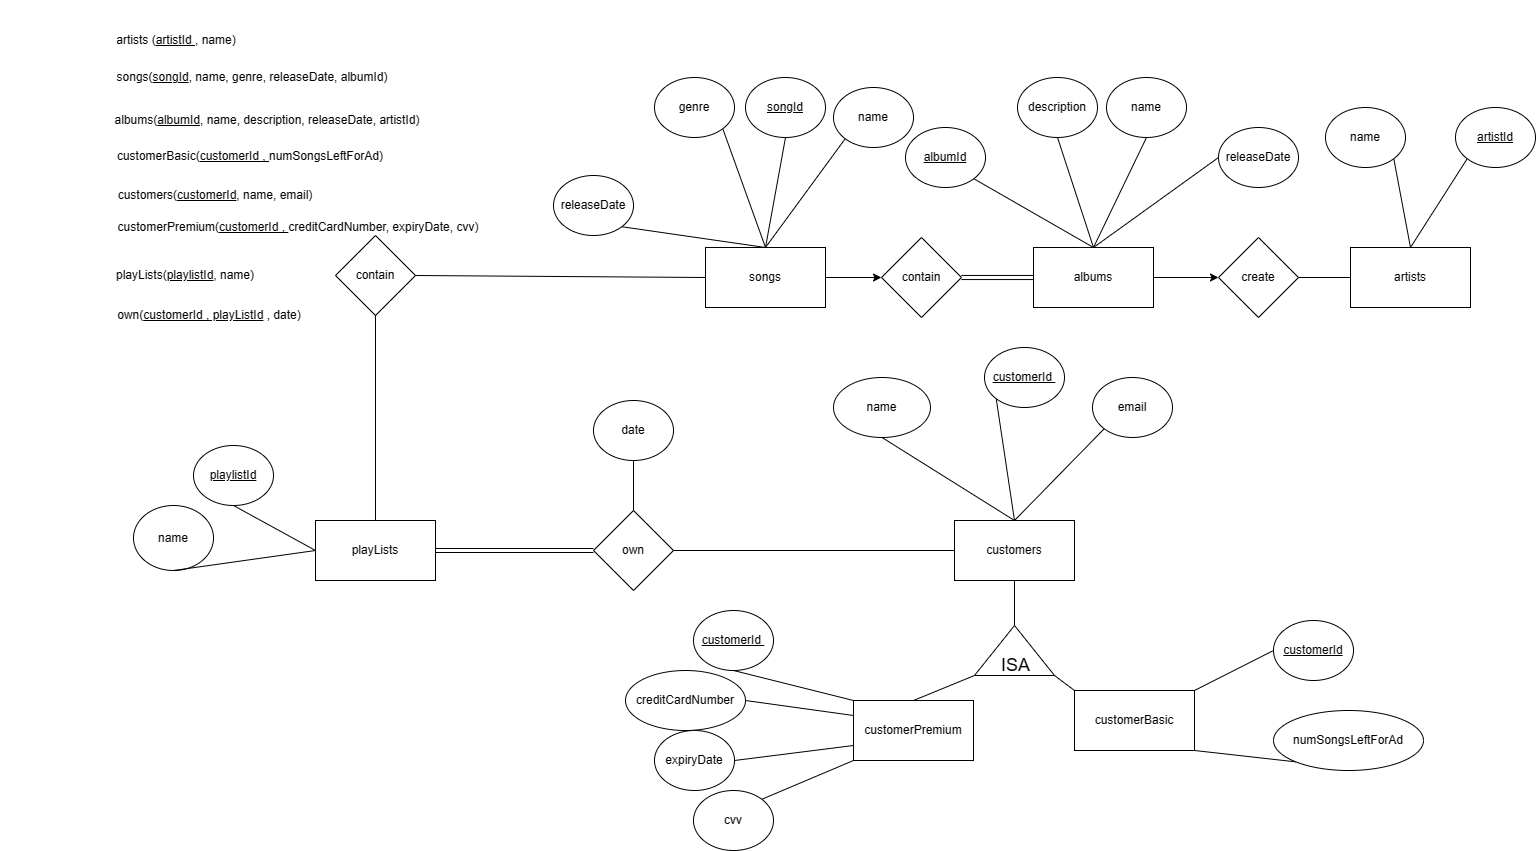 artists (artistId , name)
songs(songId, name, genre, releaseDate, albumId)
albums(albumId, name, description, releaseDate, artistId)
customerBasic(customerId , numSongsLeftForAd)
customers(customerId, name, email)
customerPremium(customerId , creditCardNumber, expiryDate, cvv)
playLists(playlistId, name)
own(customerId , playListId , date)
genre
songId
name
description
name
albumId
releaseDate
name
artistId
releaseDate
contain
songs
contain
albums
create
artists
name
customerId
email
date
playlistId
name
playLists
own
customers
ISA
customerId
creditCardNumber
expiryDate
cvv
customerPremium
customerBasic
customerId
numSongsLeftForAd